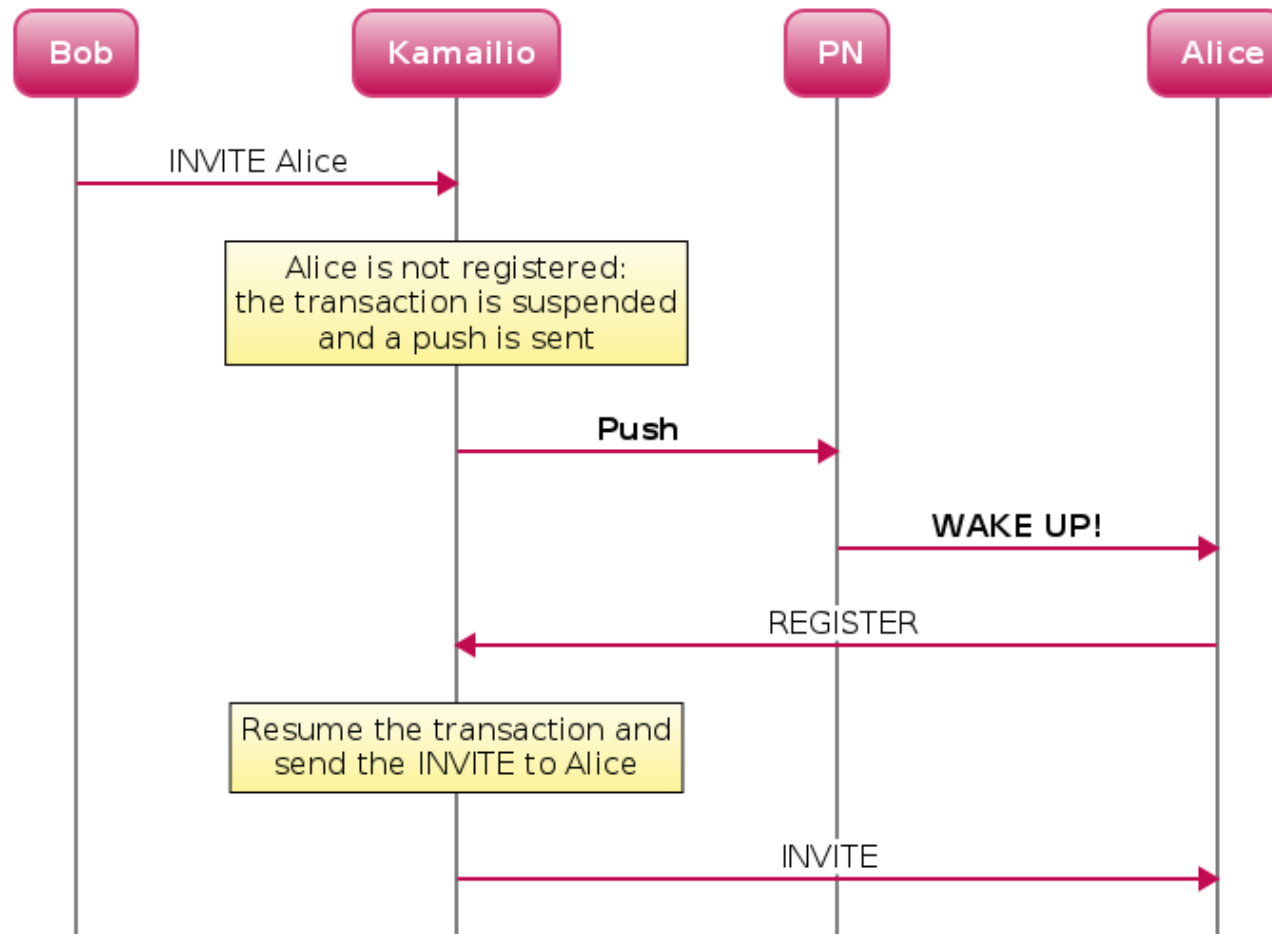 Bob
Kamailio
PN
Alice
INVITE Alice
Alice is not registered:
the transaction is suspended
and a push is sent
Push
WAKE UP!
REGISTER
Resume the transaction and
send the INVITE to Alice
INVITE